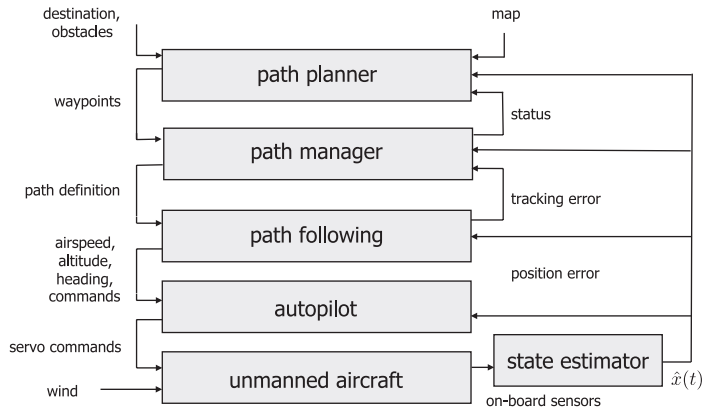 destination,
obstacles
map
path planner
waypoints
status
path manager
path definition
tracking error
path following
airspeed,
altitude,
heading,
commands
position error
autopilot
servo commands
state estimator
unmanned aircraft
x̂(t)
wind
on-board sensors